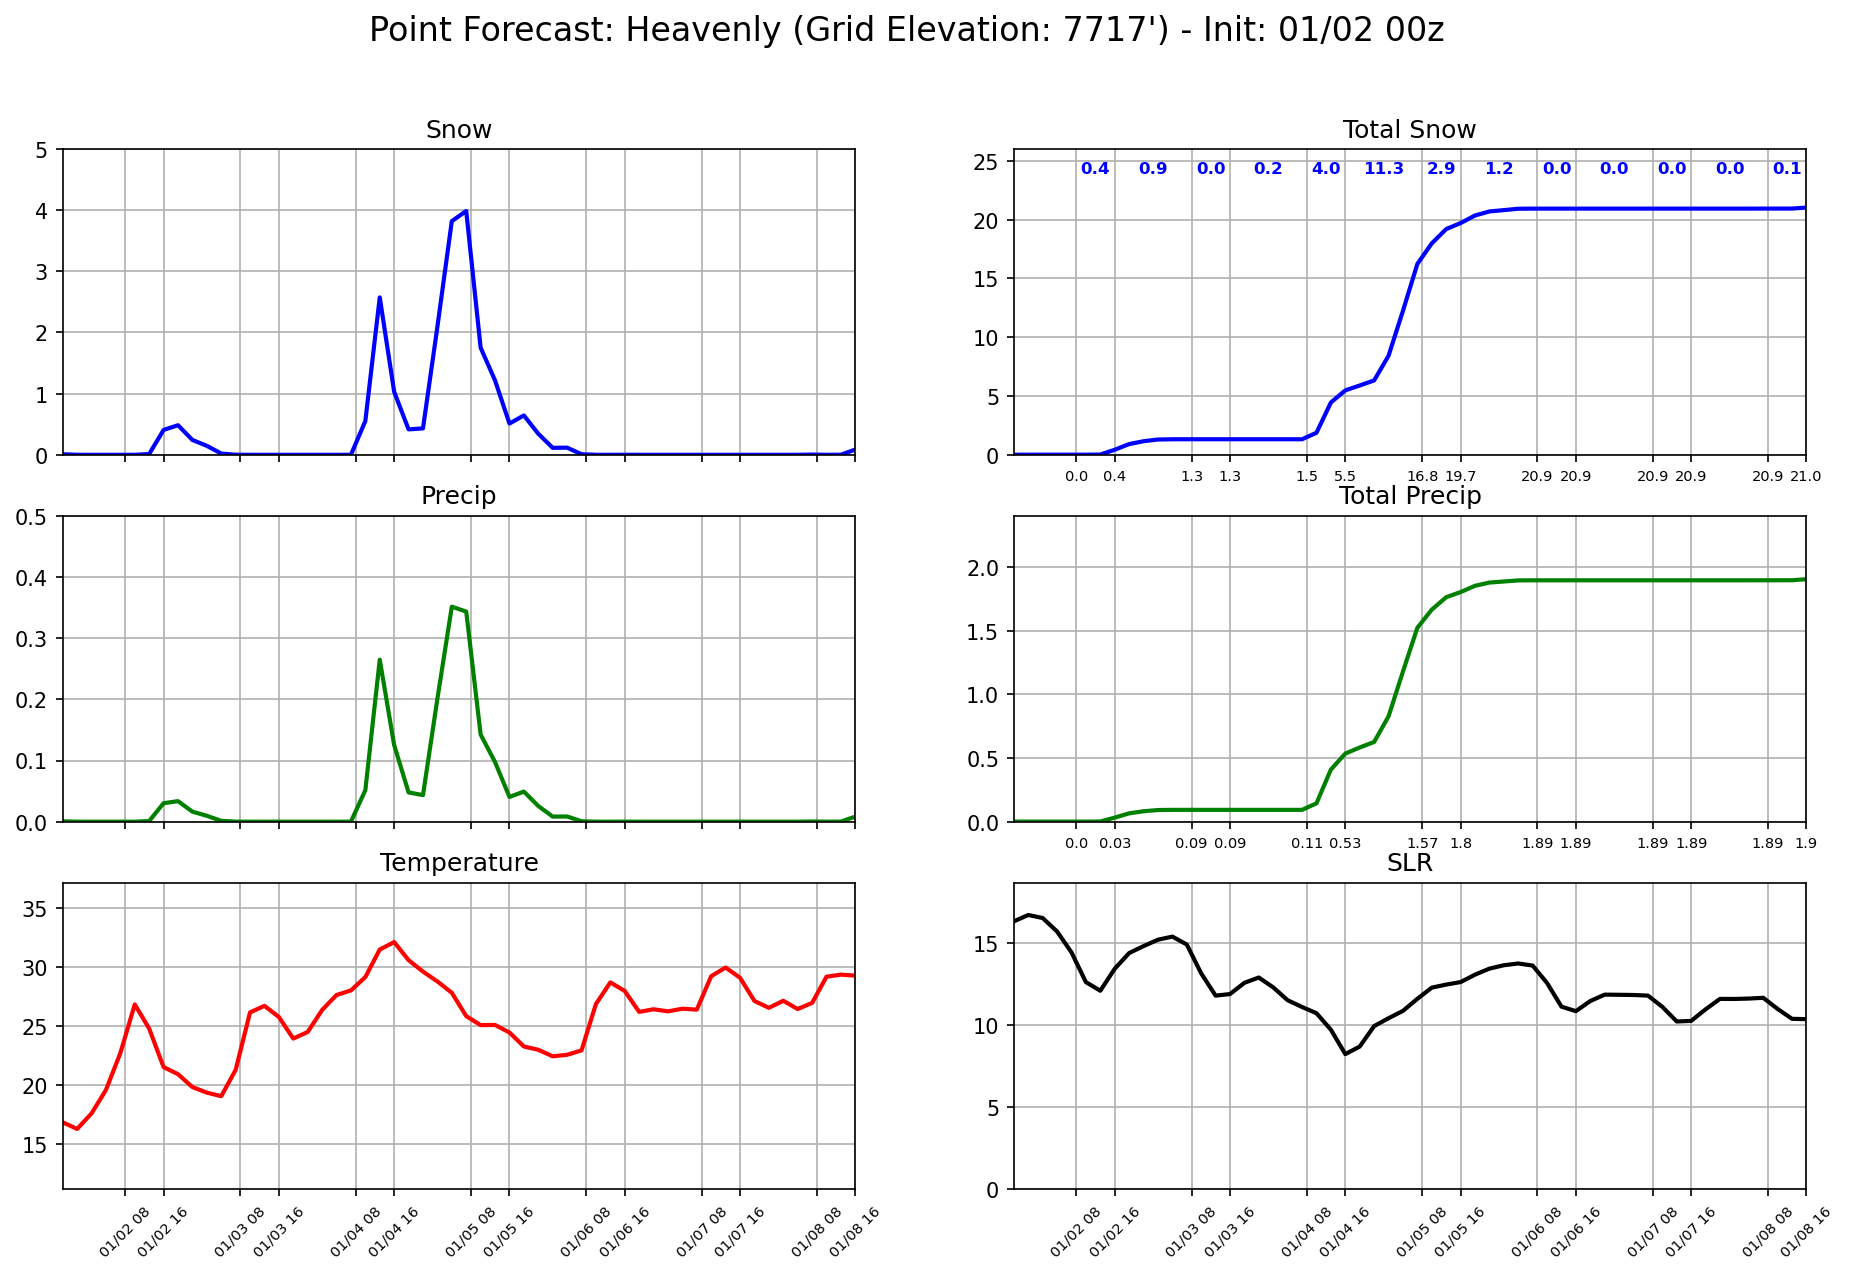 Point Forecast: Heavenly (Grid Elevation: 7717') - Init: 01/02 00z
Snow
5
4
3
2
1
0
Total Snow
25
20
15
10
5
0
0.4 0.9 0.0 0.2 4.0 11.3 2.9 1.2 0.0 0.0 0.0 0.0 0.1
0.0 0.4 1.3 1.3 1.5 5.5 16.8 19.7 20.9 20.9 20.9 20.9 20.9 21.0
Precip
0.5
0.4
0.3
0.2
0.1
0.0
Total Precip
2.0
1.5
1.0
0.5
0.0
0.0 0.03 0.09 0.09 0.11 0.53 1.57 1.8 1.89 1.89 1.89 1.89 1.89 1.9
Temperature
35
30
25
20
15
01/02 08 01/02 16 01/03 08 01/03 16 01/04 08 01/04 16 01/05 08 01/05 16 01/06 08 01/06 16 01/07 08 01/07 16 01/08 08 01/08 16
SLR
15
10
5
0
01/02 08 01/02 16 01/03 08 01/03 16 01/04 08 01/04 16 01/05 08 01/05 16 01/06 08 01/06 16 01/07 08 01/07 16 01/08 08 01/08 16